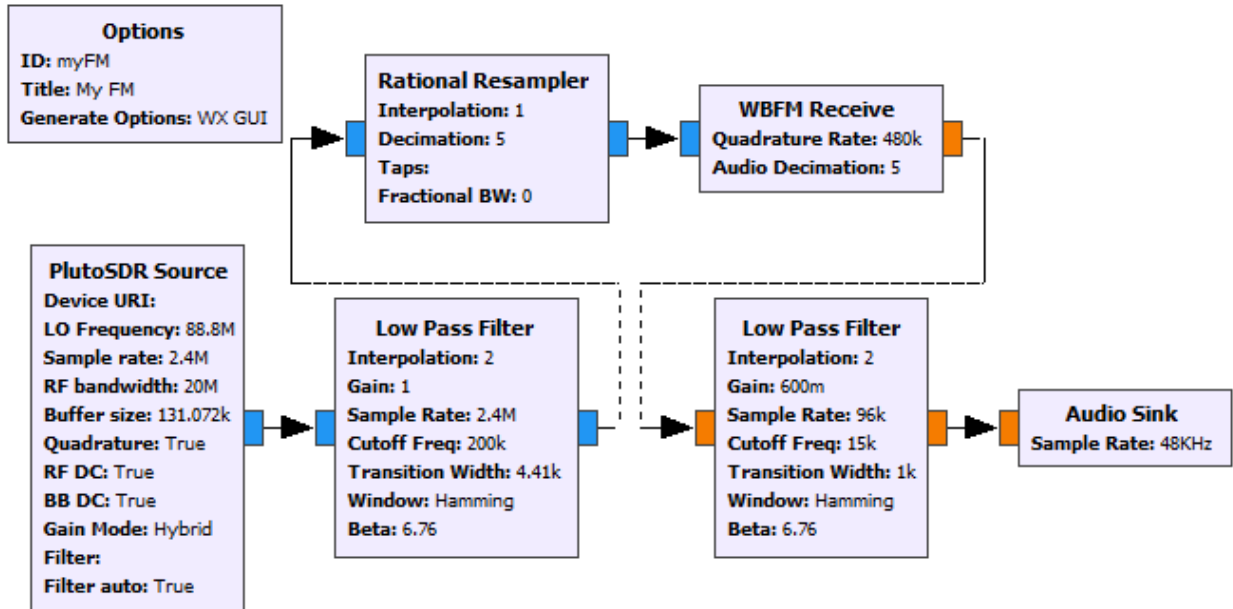 Options
ID: myFM
Title: My FM
Generate Options: WX GUI
Rational Resampler
Interpolation: 1
Decimation: 5
Taps:
Fractional BW: 0
WBFM Receive
Quadrature Rate: 480k
Audio Decimation: 5
PlutoSDR Source
Device URI:
LO Frequency: 88.8M
Sample rate: 2.4M
RF bandwidth: 20M
Buffer size: 131.072k
Quadrature: True
RF DC: True
BB DC: True
Gain Mode: Hybrid
Filter:
Filter auto: True
Low Pass Filter
Interpolation: 2
Gain: 1
Sample Rate: 2.4M
Cutoff Freq: 200k
Transition Width: 4.41k
Window: Hamming
Beta: 6.76
Low Pass Filter
Interpolation: 2
Gain: 600m
Sample Rate: 96k
Cutoff Freq: 15k
Transition Width: 1k
Window: Hamming
Beta: 6.76
Audio Sink
Sample Rate: 48KHz